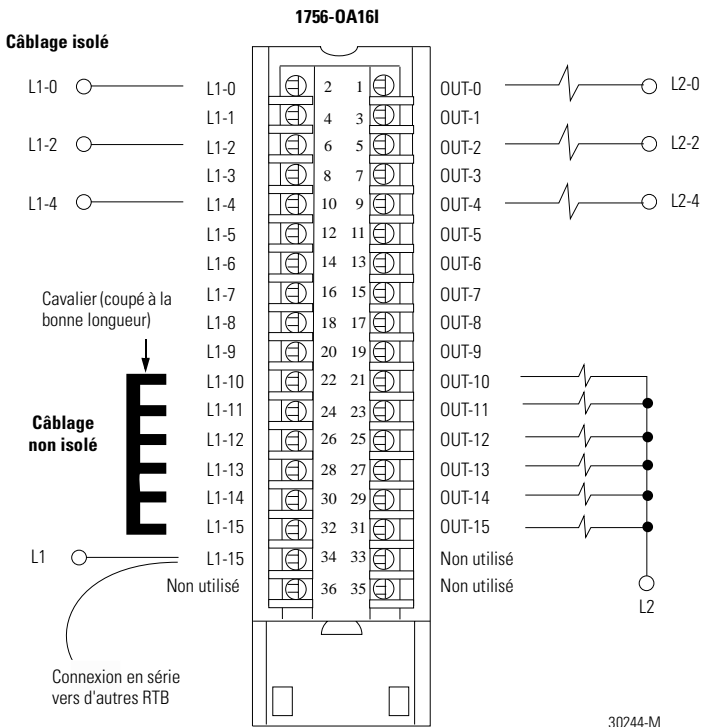 1756-OA16I
Câblage isolé
L1-0 L1-0 2 1 OUT-0 L2-0
L1-1 4 3 OUT-1
L1-2 L1-2 6 5 OUT-2 L2-2
L1-3 8 7 OUT-3
L1-4 L1-4 10 9 OUT-4 L2-4
L1-5 12 11 OUT-5
L1-6 14 13 OUT-6
L1-7 16 15 OUT-7
Cavalier (coupé à la
bonne longueur)
L1-8 18 17 OUT-8
L1-9 20 19 OUT-9
L1-10 22 21 OUT-10
L1-11 24 23 OUT-11
Câblage
non isolé
L1-12 26 25 OUT-12
L1-13 28 27 OUT-13
L1-14 30 29 OUT-14
L1-15 32 31 OUT-15
L1 L1-15 34 33 Non utilisé
Non utilisé 36 35 Non utilisé
L2
Connexion en série
vers d'autres RTB
30244-M